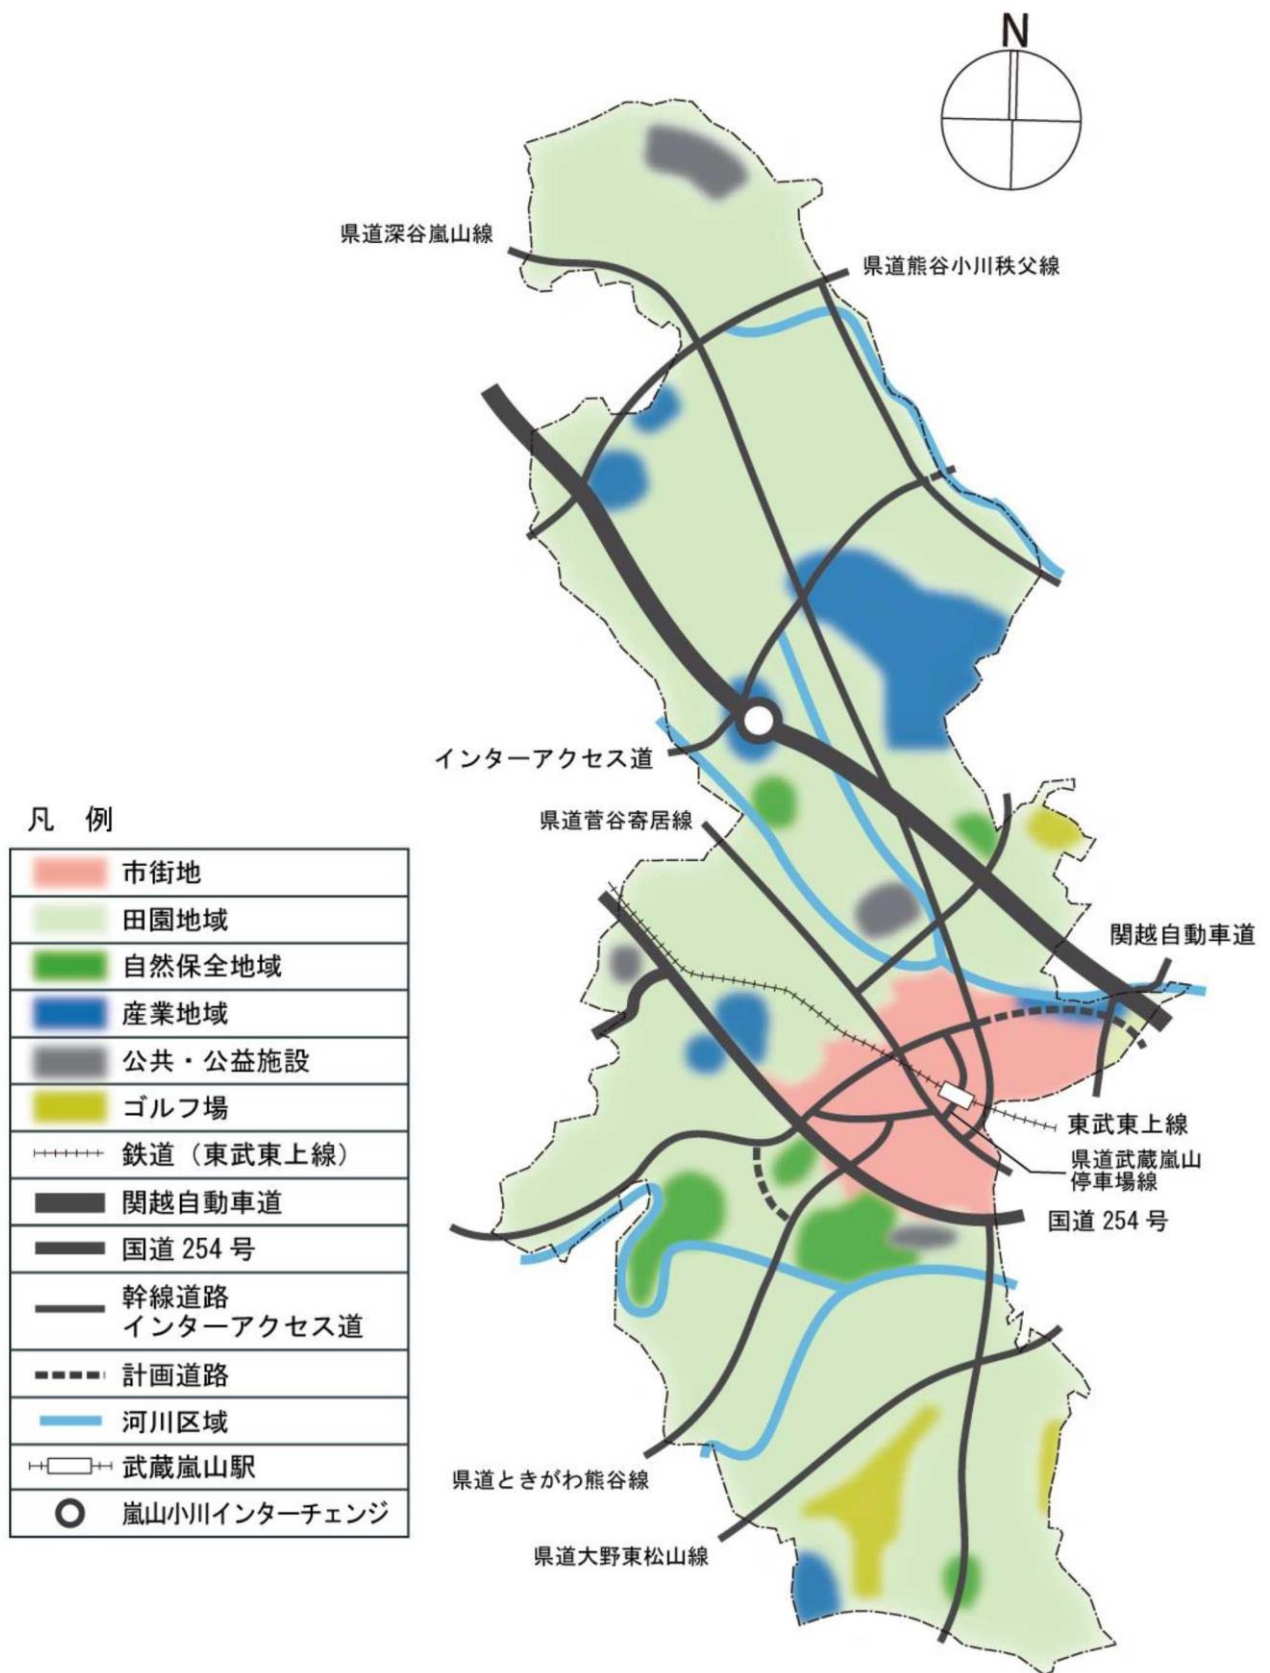 N
県道深谷嵐山線
県道熊谷小川秩父線
インターアクセス道
県道菅谷寄居線
関越自動車道
東武東上線
県道武蔵嵐山
停車場線
国道254号
県道ときがわ熊谷線
県道大野東松山線
凡 例
市街地
田園地域
自然保全地域
産業地域
公共・公益施設
ゴルフ場
鉄道（東武東上線）
関越自動車道
国道254号
幹線道路
インターアクセス道
計画道路
河川区域
武蔵嵐山駅
嵐山小川インターチェンジ